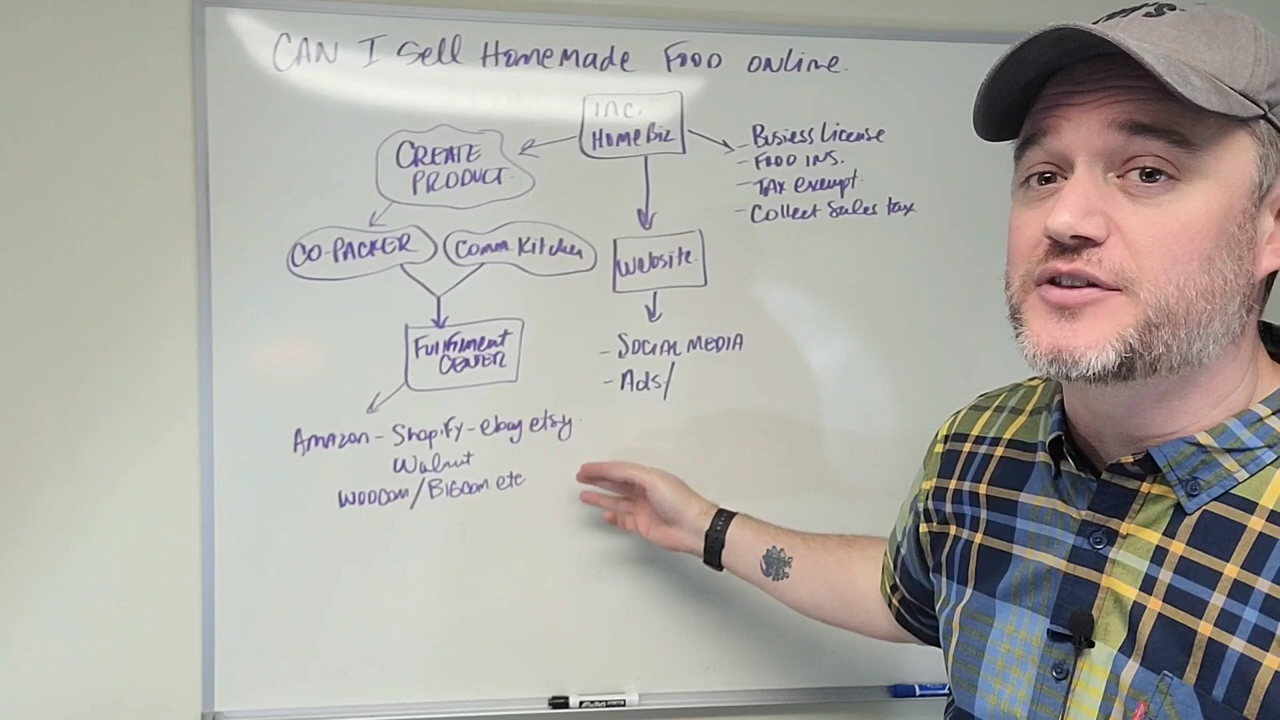 CAN I Sell Homemade Food online.
INC.
Home Biz
- Busiess License
- Food INS.
- TAX exempt.
- Collect Sales tax
CREATE
PRODUCT
CO-PACKER
Comm. Kitchen
Website
Fulfilment
CENTER
- SOCIAL MEDIA
- Ads/
Amazon - Shopify - ebay etsy
Walmt
WOOCOM/BIGCOM etc